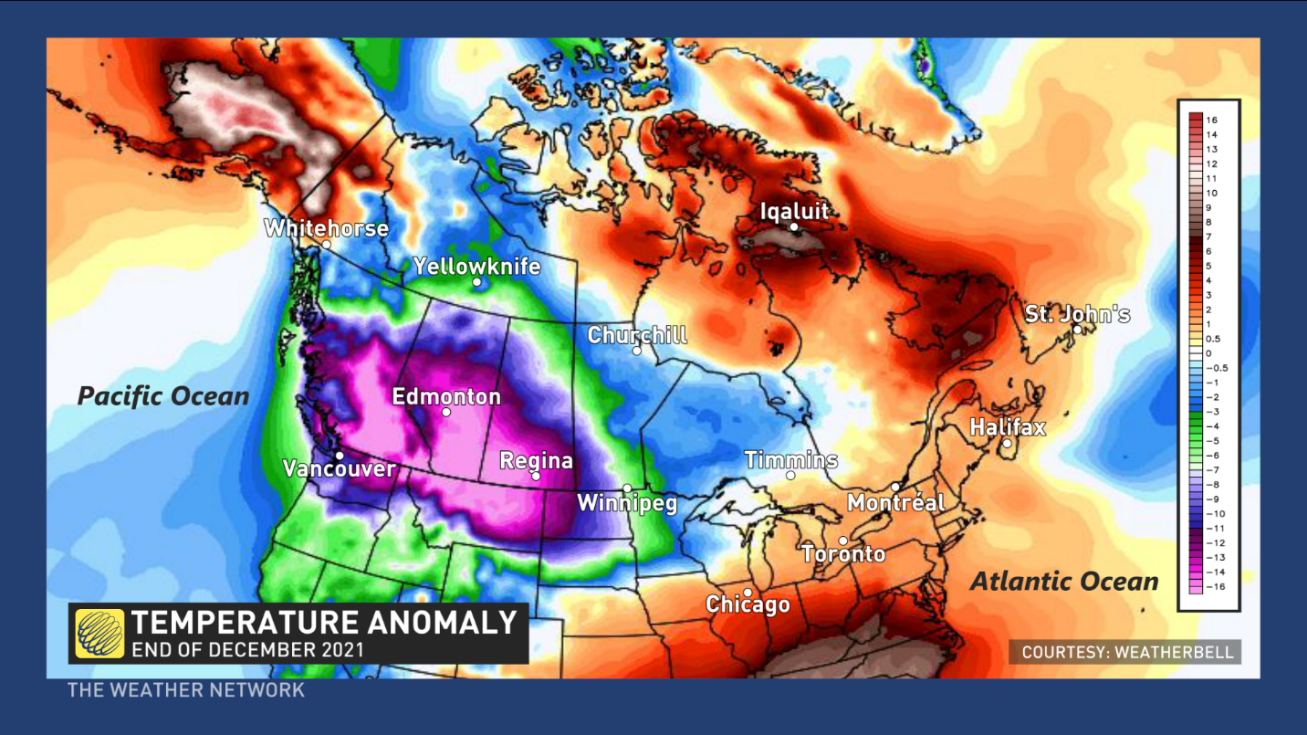 Iqaluit
Whitehorse
Yellowknife
St. John's
Churchill
Pacific Ocean
Edmonton
Halifax
Vancouver
Regina
Timmins
Winnipeg
Montréal
Toronto
Atlantic Ocean
Chicago
16
14
13
12
11
10
9
8
7
6
5
4
3
2
1
0.5
0
-0.5
-1
-2
-3
-4
-5
-6
-7
-8
-9
-10
-11
-12
-13
-14
-16
TEMPERATURE ANOMALY
END OF DECEMBER 2021
COURTESY: WEATHERBELL
THE WEATHER NETWORK